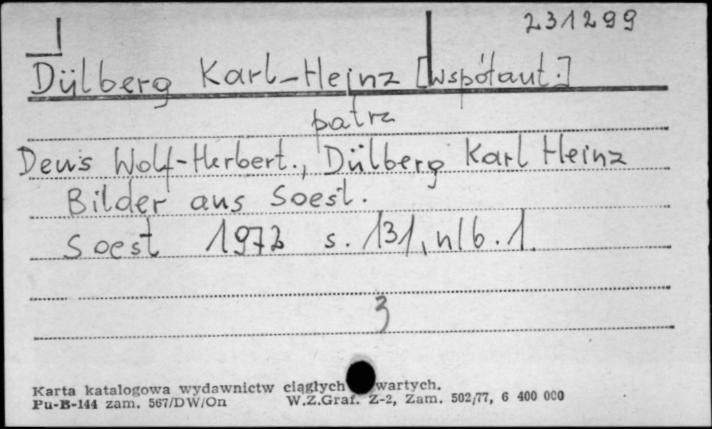 231299
Dülberg Karl-Heinz [współaut.]
patrz
Deus Wolf-Herbert., Dülberg Karl Heinz
Bilder aus Soest.
Soest 1973 s. 131, nlb. 1.
3
Karta katalogowa wydawnictw ciągłych wartych.
Pu-B-144 zam. 567/DW/On W.Z.Graf. Z-2, Zam. 502/77, 6 400 000